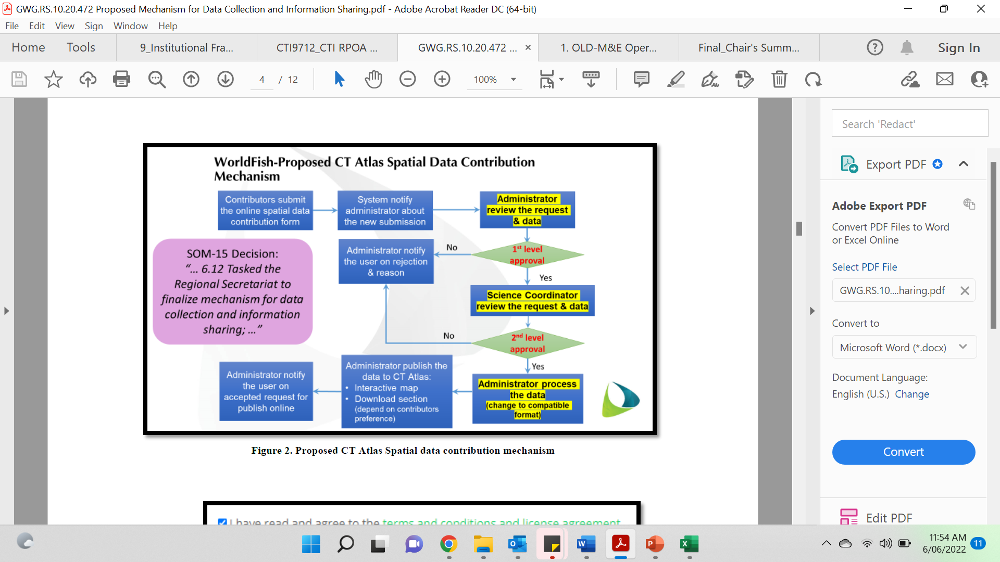 GWG.RS.10.20.472 Proposed Mechanism for Data Collection and Information Sharing.pdf - Adobe Acrobat Reader DC (64-bit)
File Edit View Sign Window Help
Home Tools 9_Institutional Fra... CTI9712_CTI RPOA ... GWG.RS.10.20.472 ... × 1. OLD-M&E Oper... Final_Chair's Summ... Sign In
4 / 12 100%
WorldFish-Proposed CT Atlas Spatial Data Contribution
Mechanism
Contributors submit
the online spatial data
contribution form
System notify
administrator about
the new submission
Administrator
review the request
& data
SOM-15 Decision:
“... 6.12 Tasked the
Regional Secretariat to
finalize mechanism for data
collection and information
sharing; ...”
Administrator notify
the user on rejection
& reason
No
1st level
approval
Yes
Science Coordinator
review the request & data
No
2nd level
approval
Yes
Administrator notify
the user on
accepted request for
publish online
Administrator publish the
data to CT Atlas:
• Interactive map
• Download section
(depend on contributors
preference)
Administrator process
the data
(change to compatible
format)
Figure 2. Proposed CT Atlas Spatial data contribution mechanism
I have read and agree to the terms and conditions and license agreement
Search 'Redact'
Export PDF
Adobe Export PDF
Convert PDF Files to Word
or Excel Online
Select PDF File
GWG.RS.10....haring.pdf
Convert to
Microsoft Word (*.docx)
Document Language:
English (U.S.) Change
Convert
Edit PDF
11:54 AM
6/06/2022
11